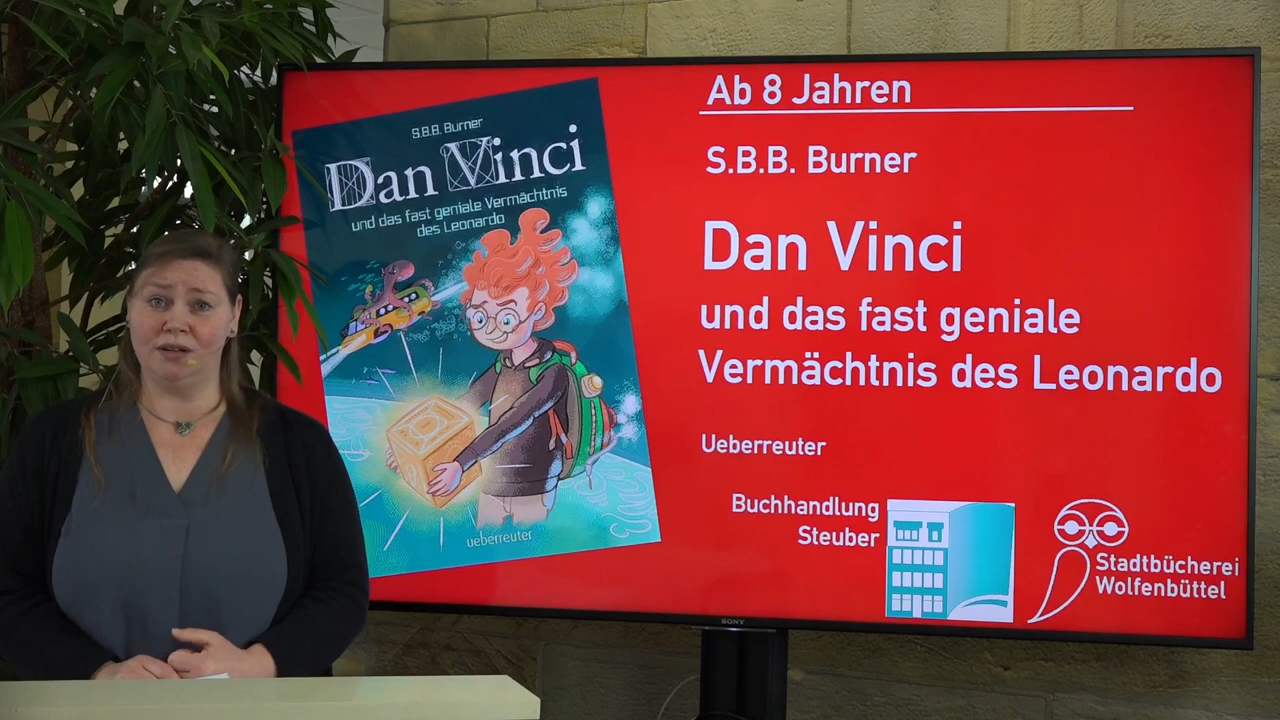 S.B.B. Burner
Dan Vinci
und das fast geniale Vermächtnis
des Leonardo
ueberreuter
Ab 8 Jahren
S.B.B. Burner
Dan Vinci
und das fast geniale
Vermächtnis des Leonardo
Ueberreuter
Buchhandlung
Steuber
Stadtbücherei
Wolfenbüttel
SONY